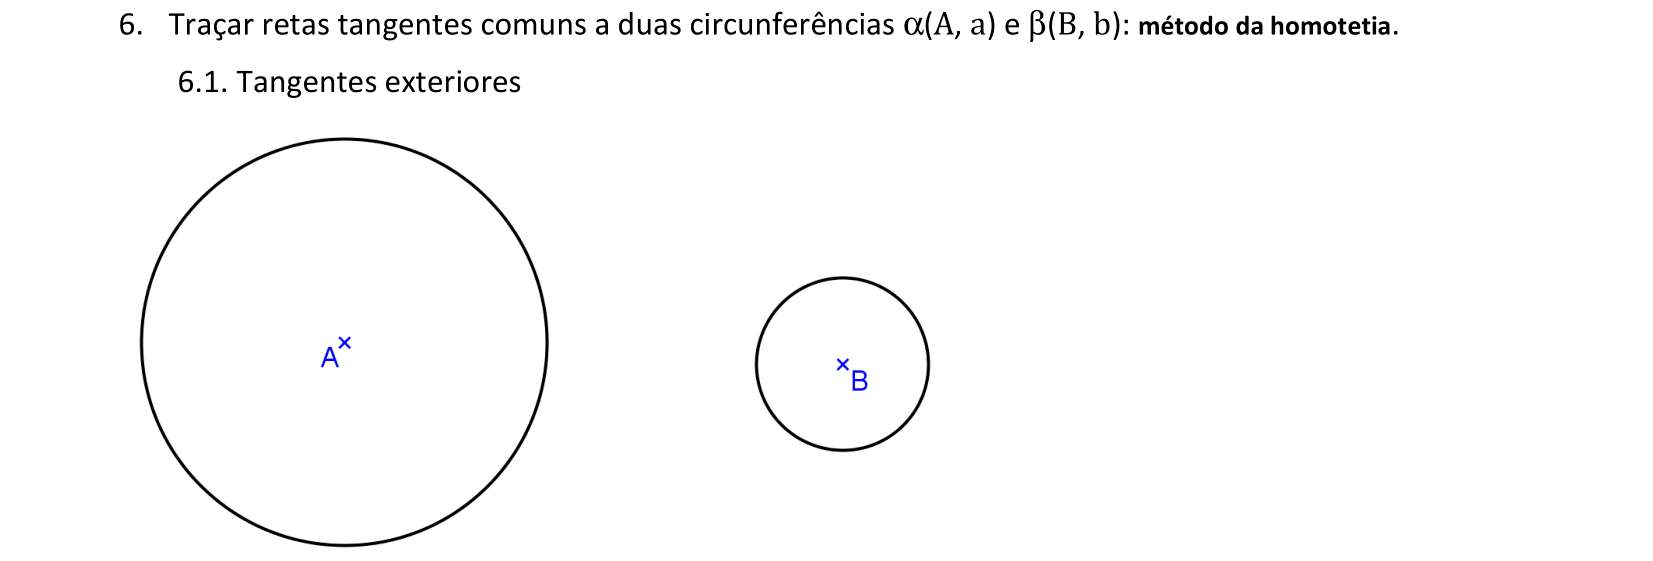 6. Traçar retas tangentes comuns a duas circunferências α(A, a) e β(B, b): método da homotetia.
6.1. Tangentes exteriores
A
B